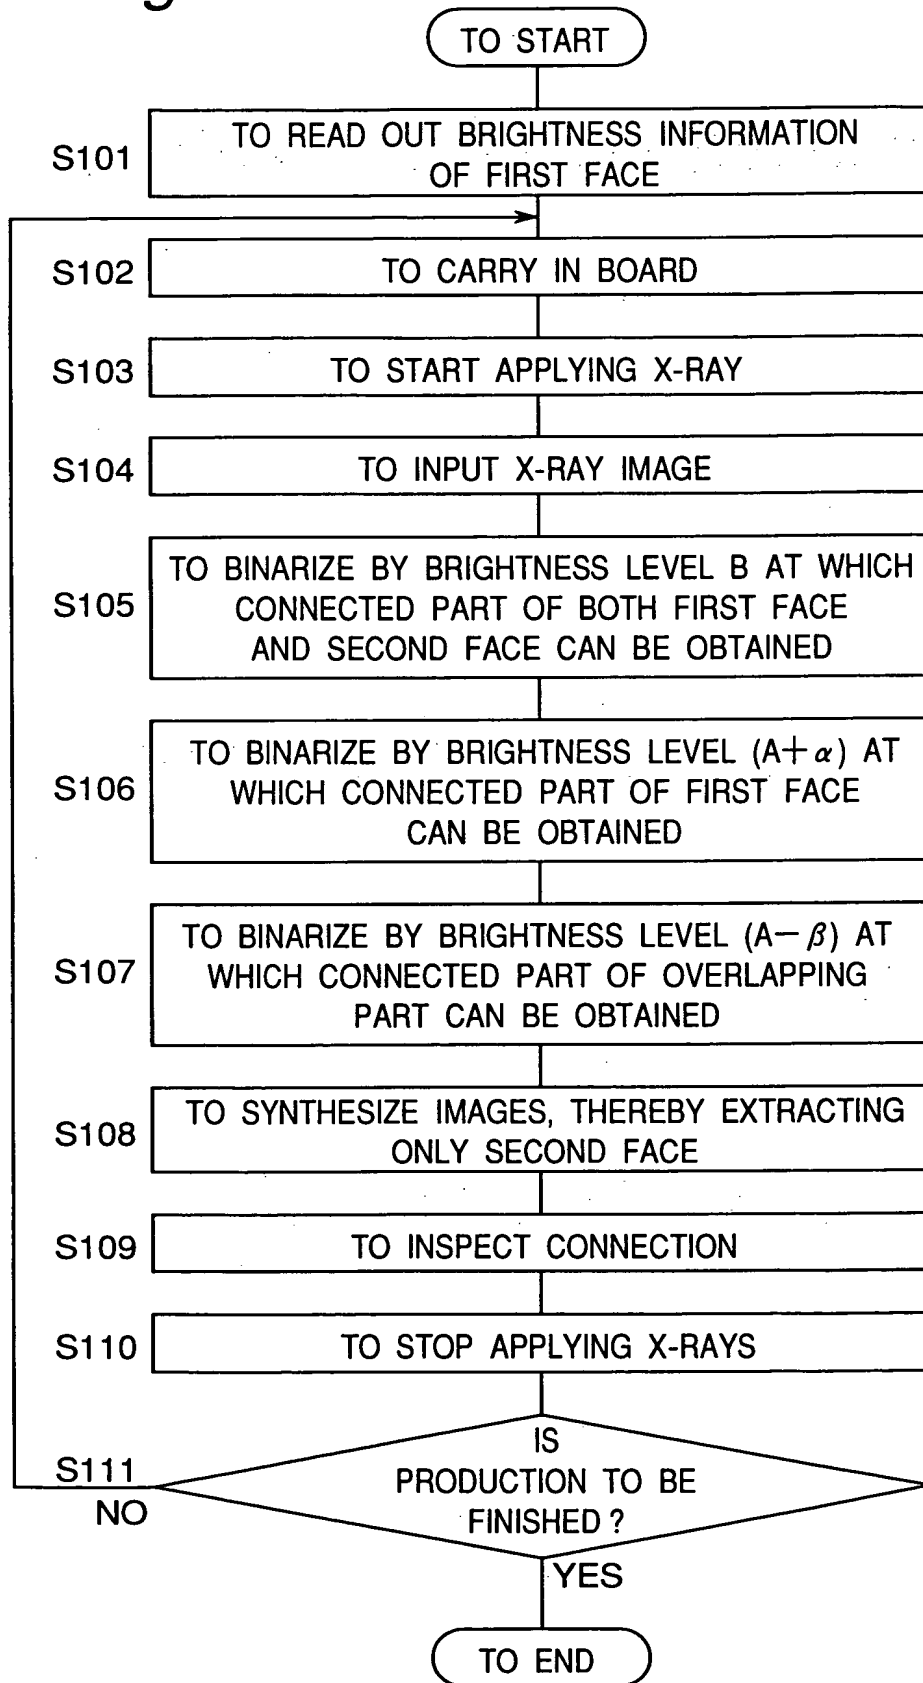 TO START
S101
TO READ OUT BRIGHTNESS INFORMATION
OF FIRST FACE
S102
TO CARRY IN BOARD
S103
TO START APPLYING X-RAY
S104
TO INPUT X-RAY IMAGE
S105
TO BINARIZE BY BRIGHTNESS LEVEL B AT WHICH
CONNECTED PART OF BOTH FIRST FACE
AND SECOND FACE CAN BE OBTAINED
S106
TO BINARIZE BY BRIGHTNESS LEVEL (A+α) AT
WHICH CONNECTED PART OF FIRST FACE
CAN BE OBTAINED
S107
TO BINARIZE BY BRIGHTNESS LEVEL (A−β) AT
WHICH CONNECTED PART OF OVERLAPPING
PART CAN BE OBTAINED
S108
TO SYNTHESIZE IMAGES, THEREBY EXTRACTING
ONLY SECOND FACE
S109
TO INSPECT CONNECTION
S110
TO STOP APPLYING X-RAYS
S111
IS
PRODUCTION TO BE
FINISHED ?
NO
YES
TO END